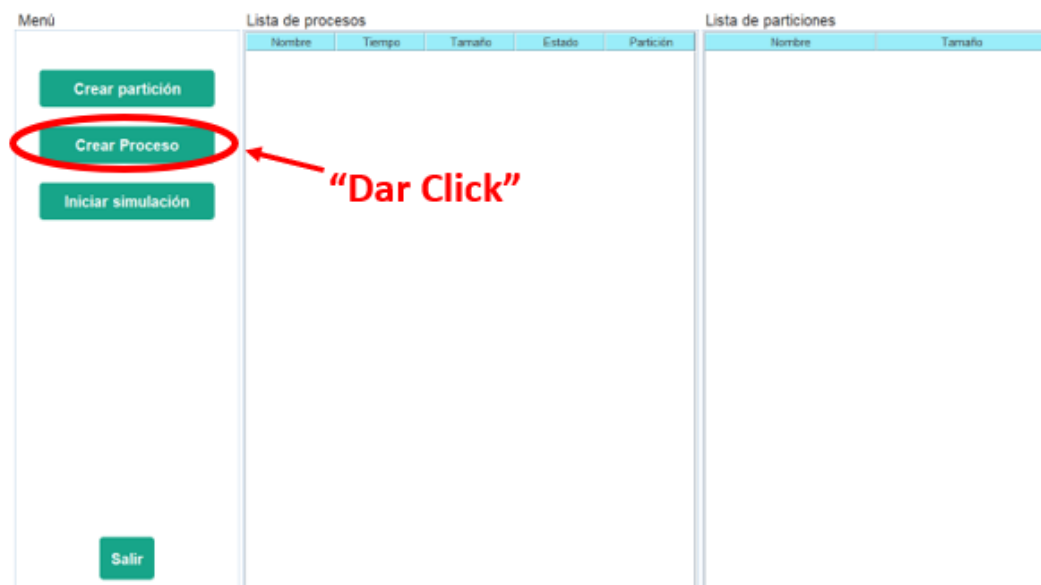 Menú
Lista de procesos
Lista de particiones
Nombre Tiempo Tamaño Estado Partición
Nombre Tamaño
Crear partición
Crear Proceso
“Dar Click”
Iniciar simulación
Salir